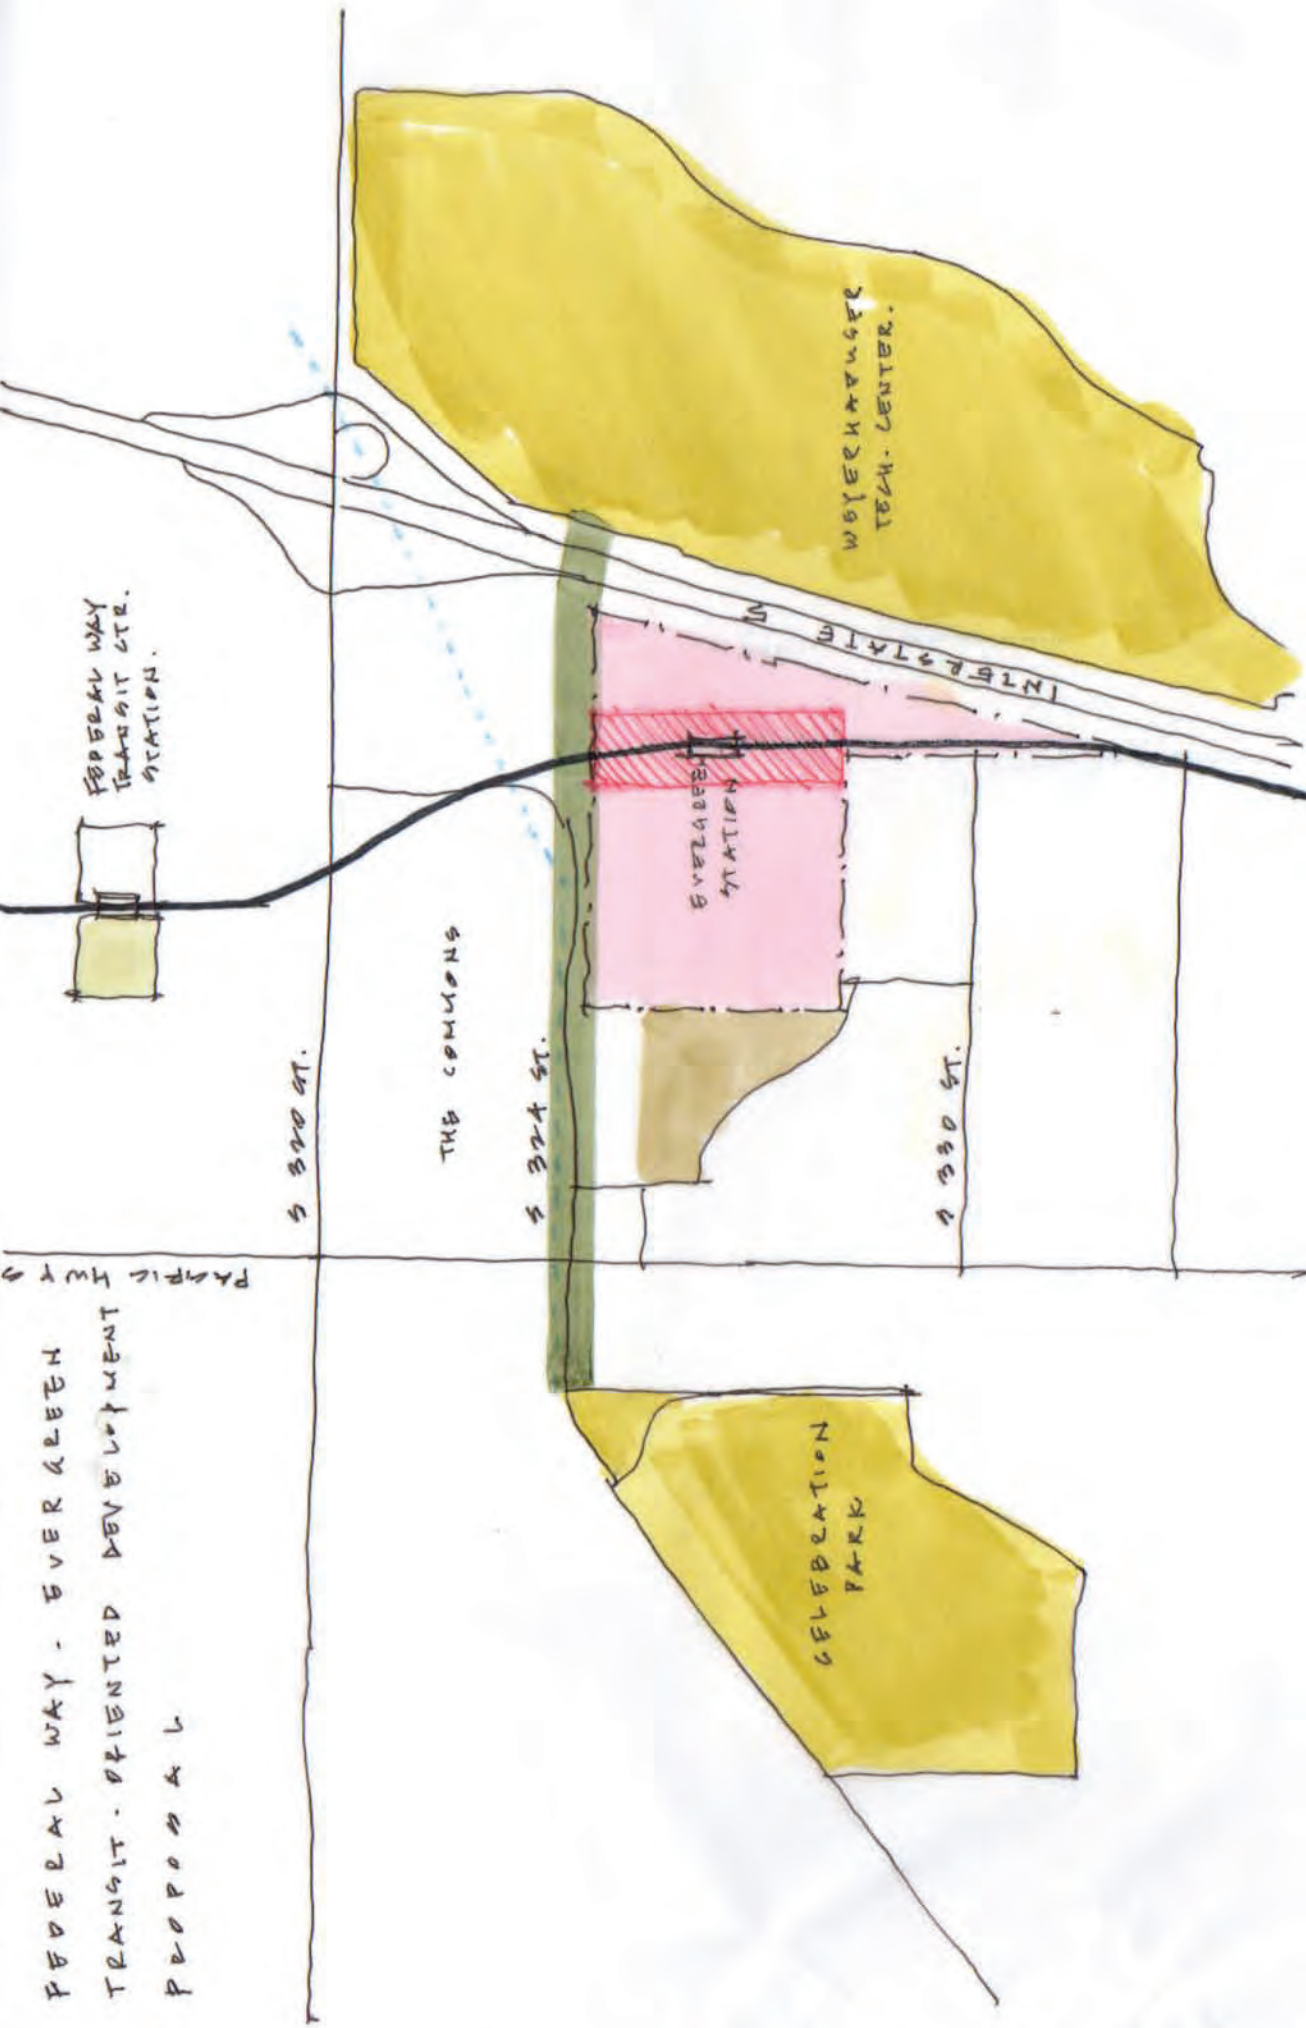 FEDERAL WAY - EVERGREEN
TRANSIT - ORIENTED DEVELOPMENT
PROPOSAL
PACIFIC HWY S
FEDERAL WAY
TRANSIT CTR.
STATION.
S 320 ST.
THE COMMONS
S 324 ST.
EVERGREEN
STATION
INTERSTATE 5
WEYERHAEUSER
TECH. CENTER.
S 330 ST.
CELEBRATION
PARK